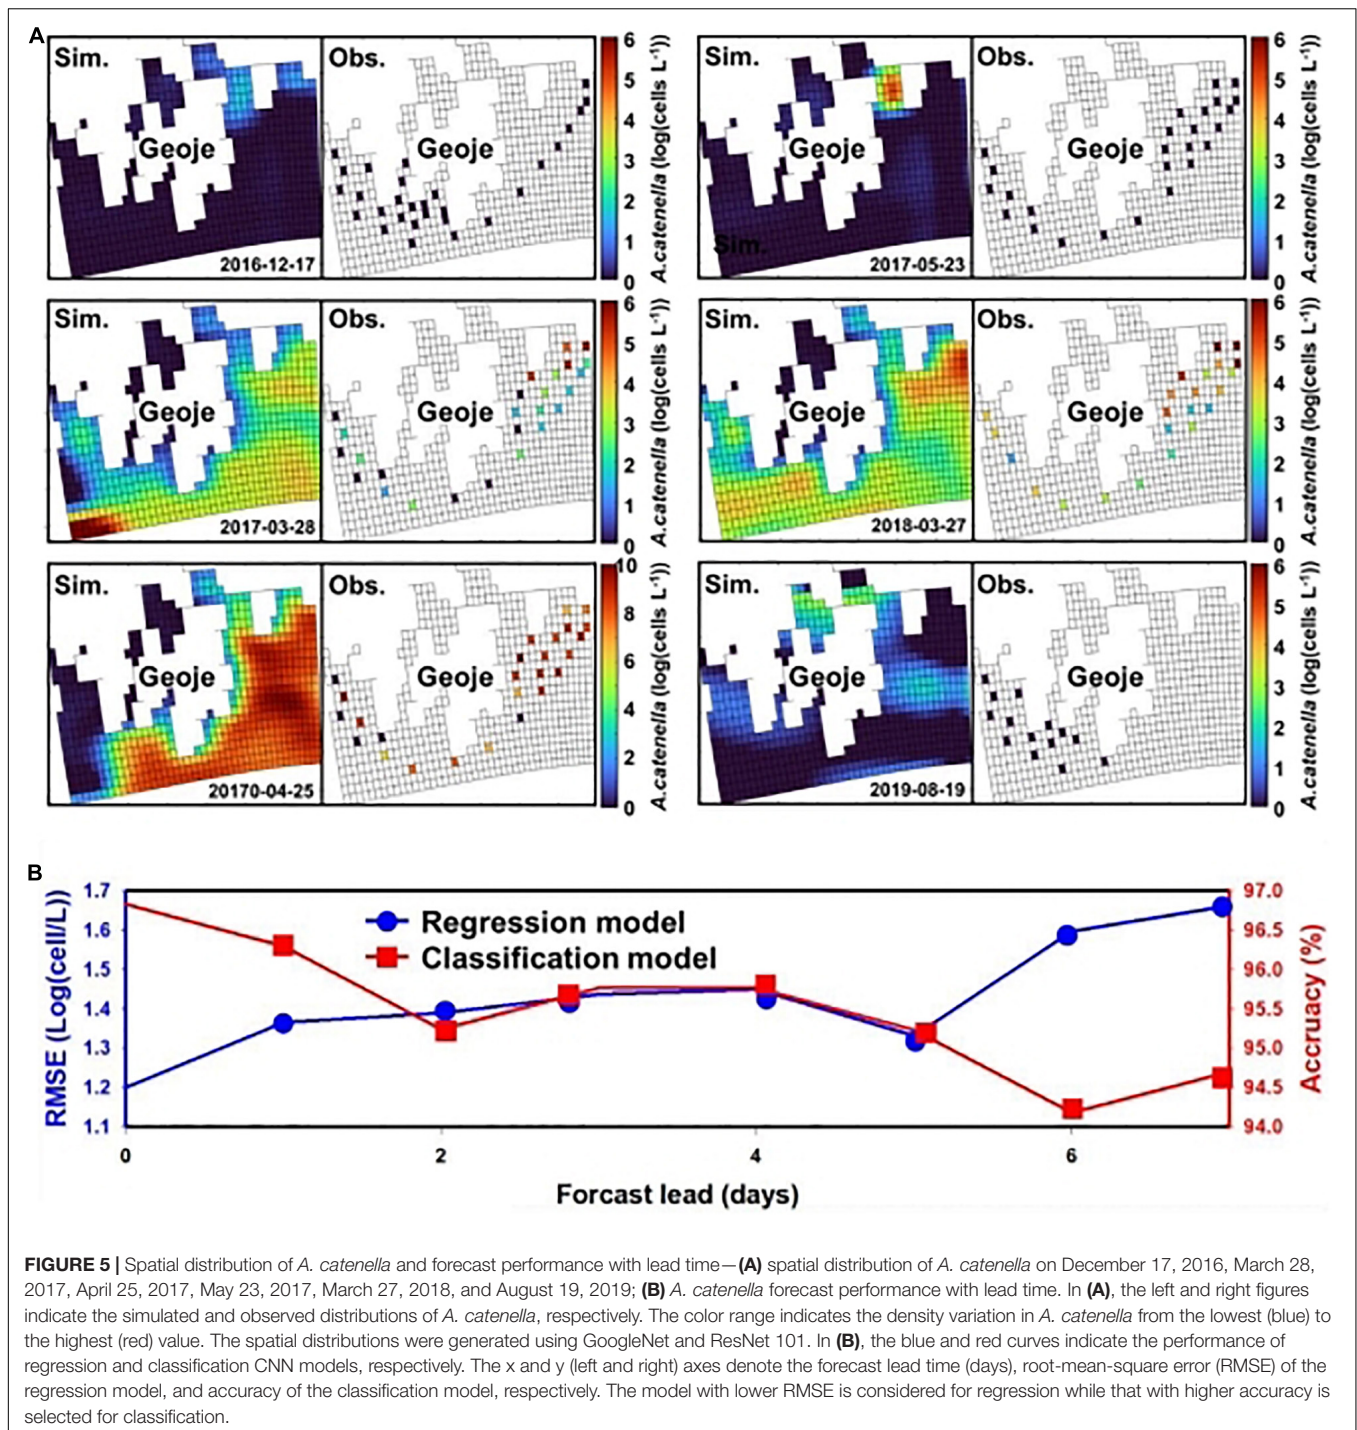 A
Sim.
Obs.
Geoje
Geoje
2016-12-17
6
5
4
3
2
1
0
A.catenella (log(cells L-1))
Sim.
Obs.
Geoje
Geoje
Sim.
2017-05-23
6
5
4
3
2
1
0
A.catenella (log(cells L-1))
Sim.
Obs.
Geoje
Geoje
2017-03-28
6
5
4
3
2
1
0
A.catenella (log(cells L-1))
Sim.
Obs.
Geoje
Geoje
2018-03-27
6
5
4
3
2
1
0
A.catenella (log(cells L-1))
Sim.
Obs.
Geoje
Geoje
20170-04-25
10
8
6
4
2
0
A.catenella (log(cells L-1))
Sim.
Obs.
Geoje
Geoje
2019-08-19
6
5
4
3
2
1
0
A.catenella (log(cells L-1))
B
RMSE (Log(cell/L))
1.7
1.6
1.5
1.4
1.3
1.2
1.1
Regression model
Classification model
97.0
96.5
96.0
95.5
95.0
94.5
94.0
Accruacy (%)
0 2 4 6
Forcast lead (days)
FIGURE 5 | Spatial distribution of A. catenella and forecast performance with lead time—(A) spatial distribution of A. catenella on December 17, 2016, March 28,
2017, April 25, 2017, May 23, 2017, March 27, 2018, and August 19, 2019; (B) A. catenella forecast performance with lead time. In (A), the left and right figures
indicate the simulated and observed distributions of A. catenella, respectively. The color range indicates the density variation in A. catenella from the lowest (blue) to
the highest (red) value. The spatial distributions were generated using GoogleNet and ResNet 101. In (B), the blue and red curves indicate the performance of
regression and classification CNN models, respectively. The x and y (left and right) axes denote the forecast lead time (days), root-mean-square error (RMSE) of the
regression model, and accuracy of the classification model, respectively. The model with lower RMSE is considered for regression while that with higher accuracy is
selected for classification.